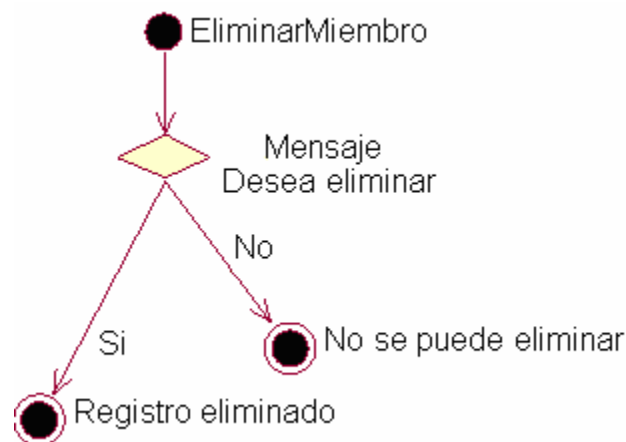 EliminarMiembro
Mensaje
Desea eliminar
No
No se puede eliminar
Si
Registro eliminado